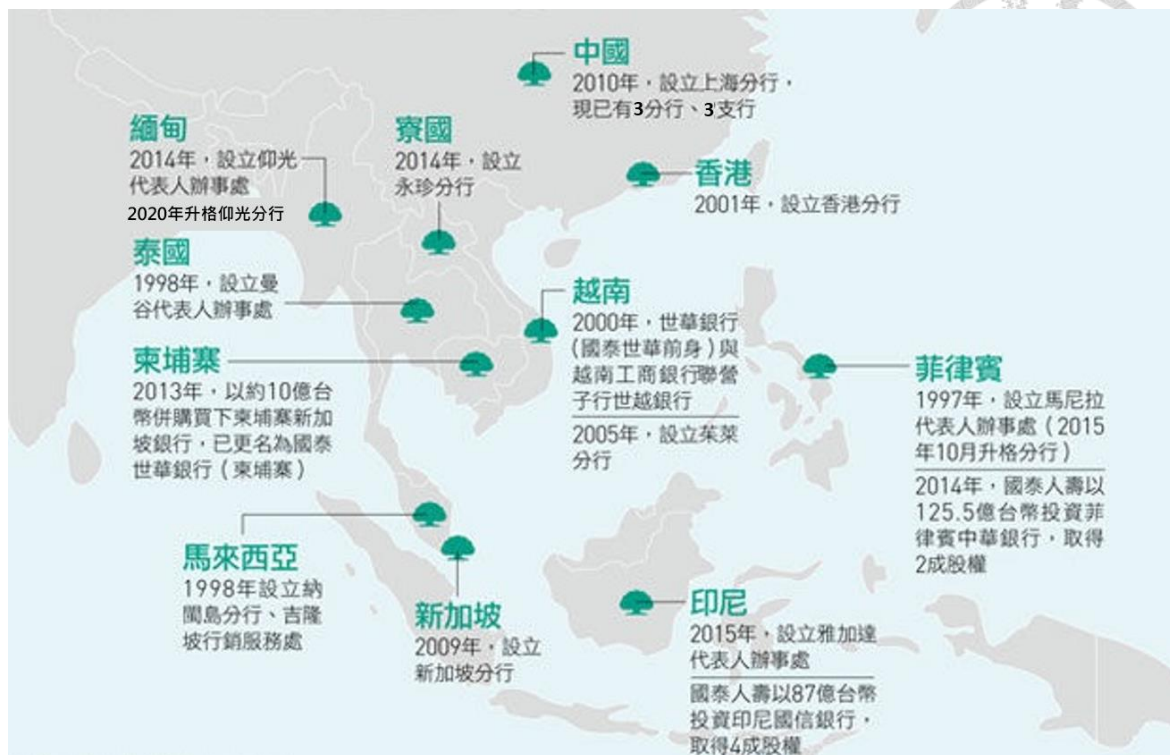 中國
2010年，設立上海分行，
現已有3分行、3支行
緬甸
2014年，設立仰光
代表人辦事處
2020年升格仰光分行
寮國
2014年，設立
永珍分行
香港
2001年，設立香港分行
泰國
1998年，設立曼
谷代表人辦事處
越南
2000年，世華銀行
（國泰世華前身）與
越南工商銀行聯營
子行世越銀行
2005年，設立茱萊
分行
柬埔寨
2013年，以約10億台
幣併購買下柬埔寨新加
坡銀行，已更名為國泰
世華銀行（柬埔寨）
菲律賓
1997年，設立馬尼拉
代表人辦事處（2015
年10月升格分行）
2014年，國泰人壽以
125.5億台幣投資菲
律賓中華銀行，取得
2成股權
馬來西亞
1998年設立納
閩島分行、吉隆
坡行銷服務處
新加坡
2009年，設立
新加坡分行
印尼
2015年，設立雅加達
代表人辦事處
國泰人壽以87億台幣
投資印尼國信銀行，
取得4成股權